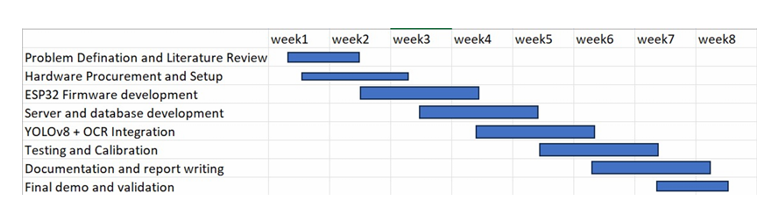 week1 week2 week3 week4 week5 week6 week7 week8
Problem Defination and Literature Review
Hardware Procurement and Setup
ESP32 Firmware development
Server and database development
YOLOv8 + OCR Integration
Testing and Calibration
Documentation and report writing
Final demo and validation